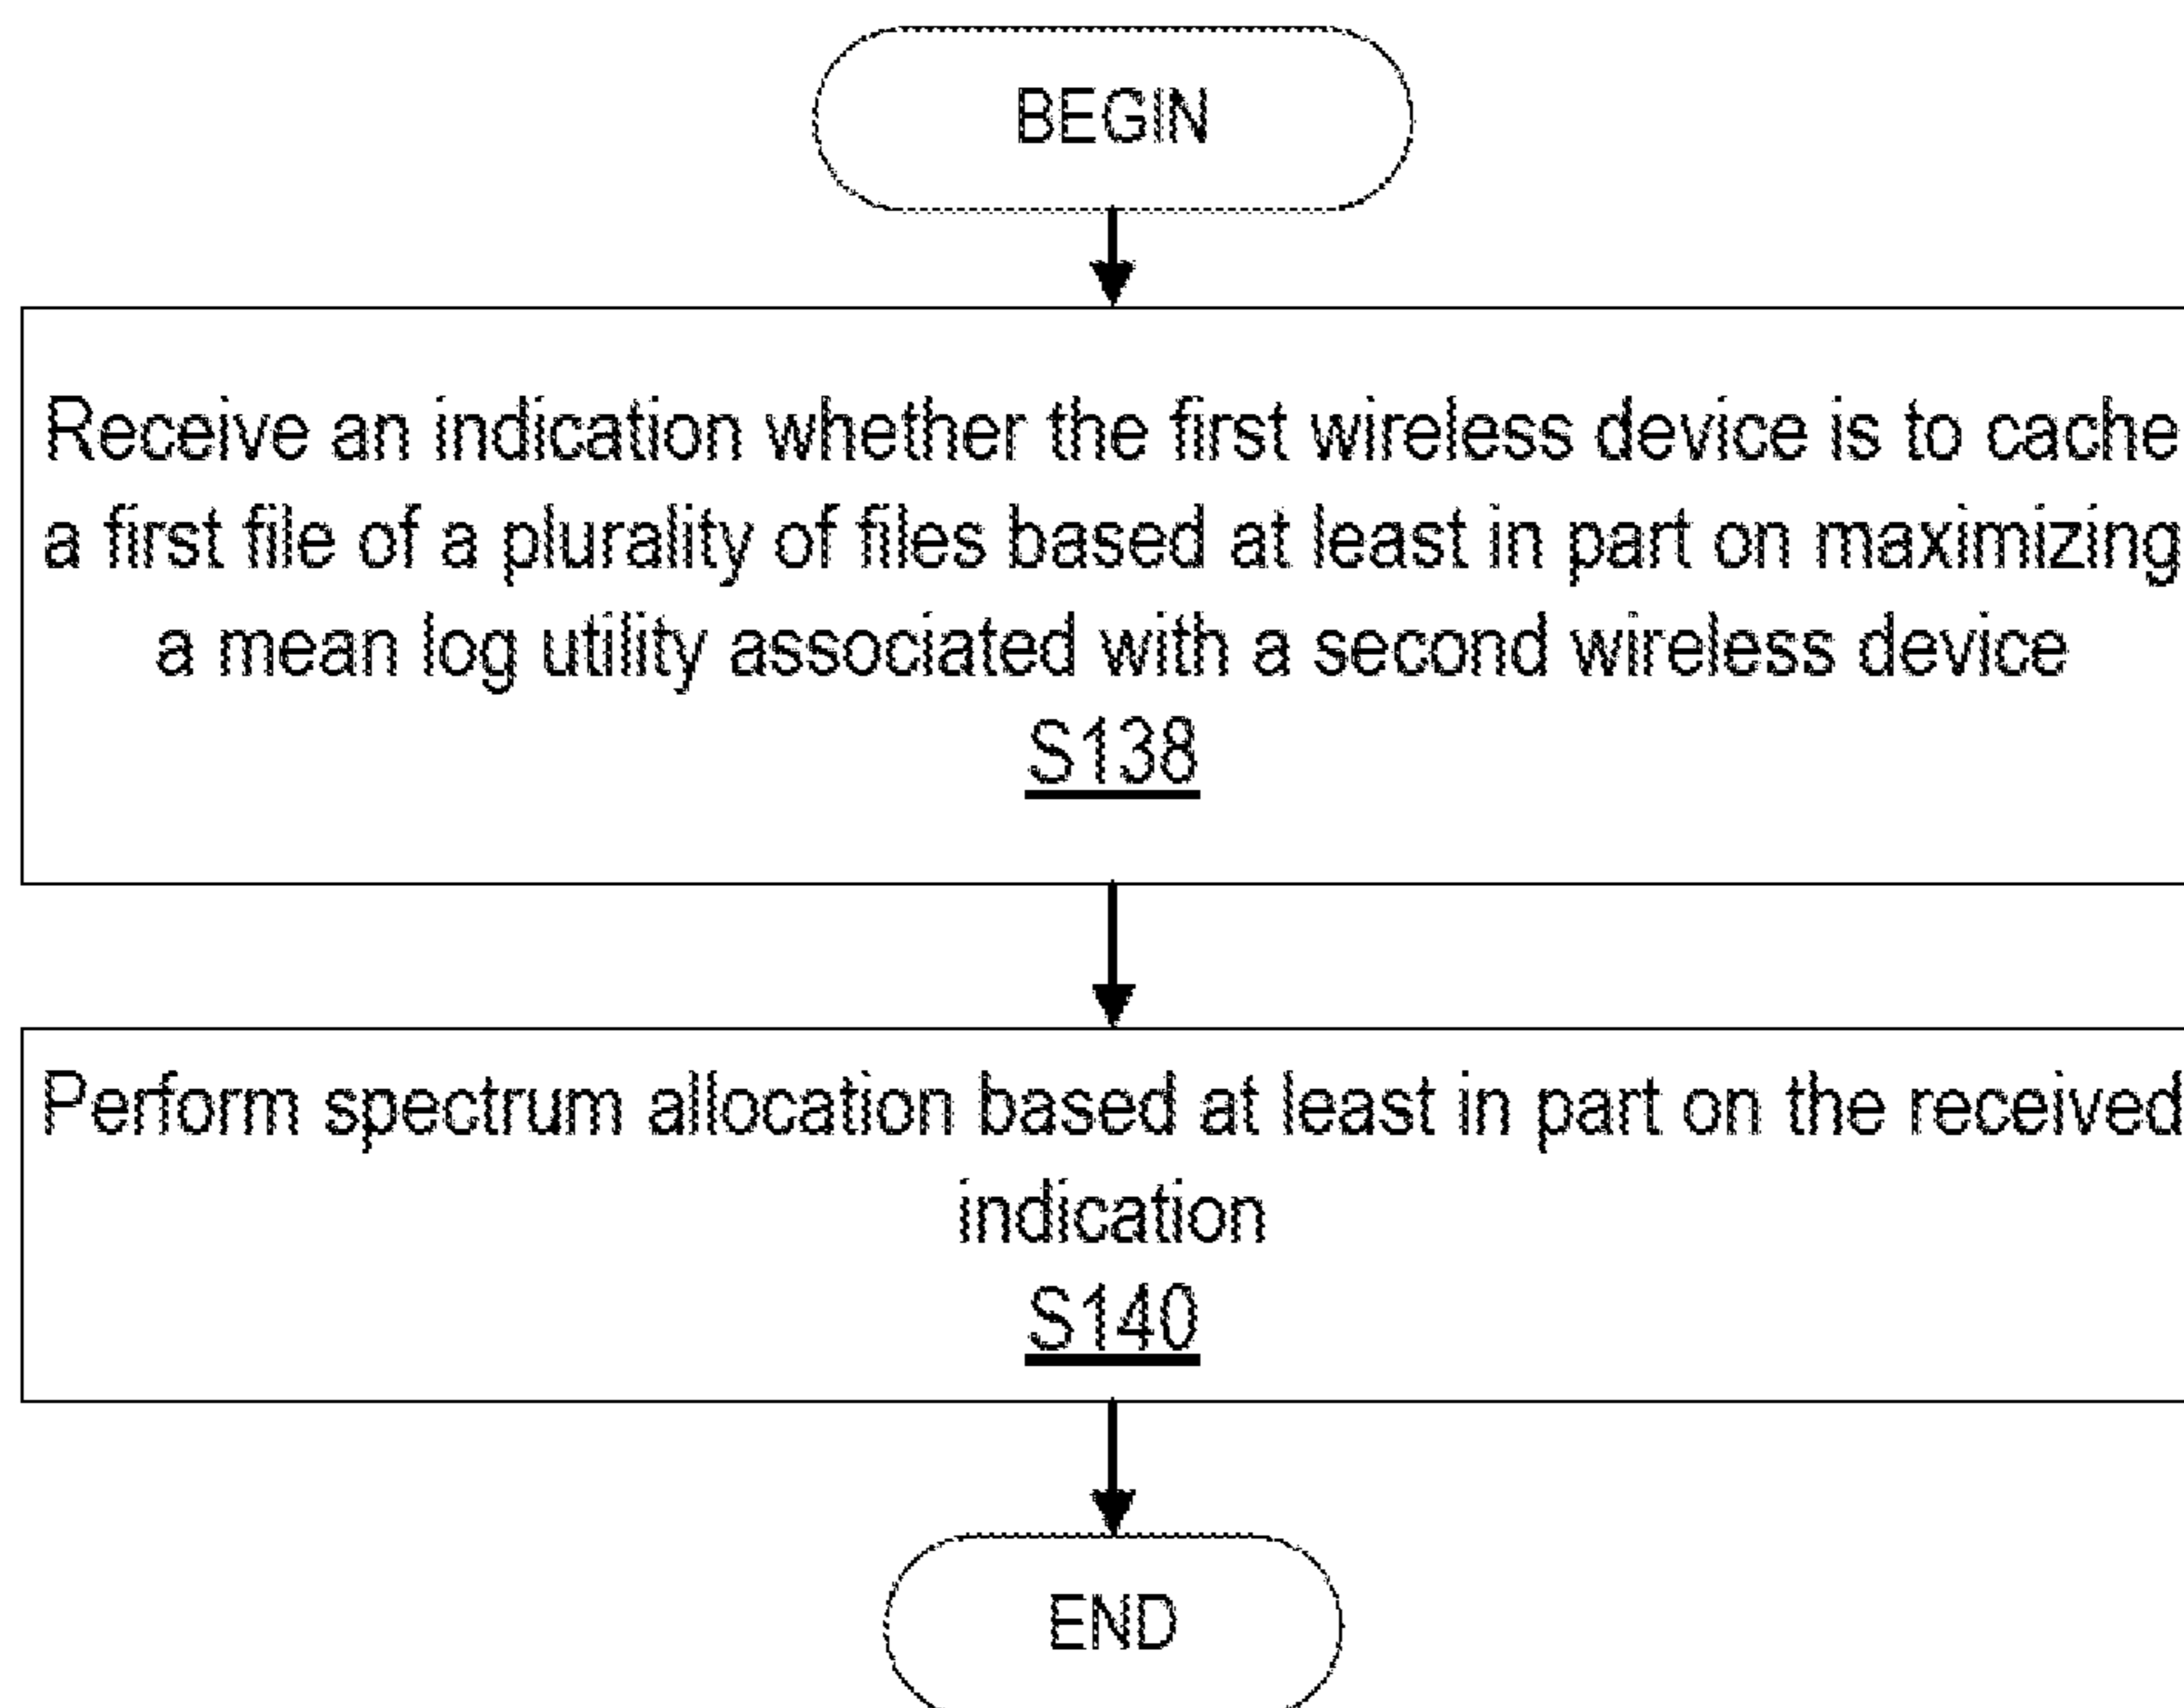 BEGIN
Receive an indication whether the first wireless device is to cache
a first file of a plurality of files based at least in part on maximizing
a mean log utility associated with a second wireless device
S138
Perform spectrum allocation based at least in part on the received
indication
S140
END